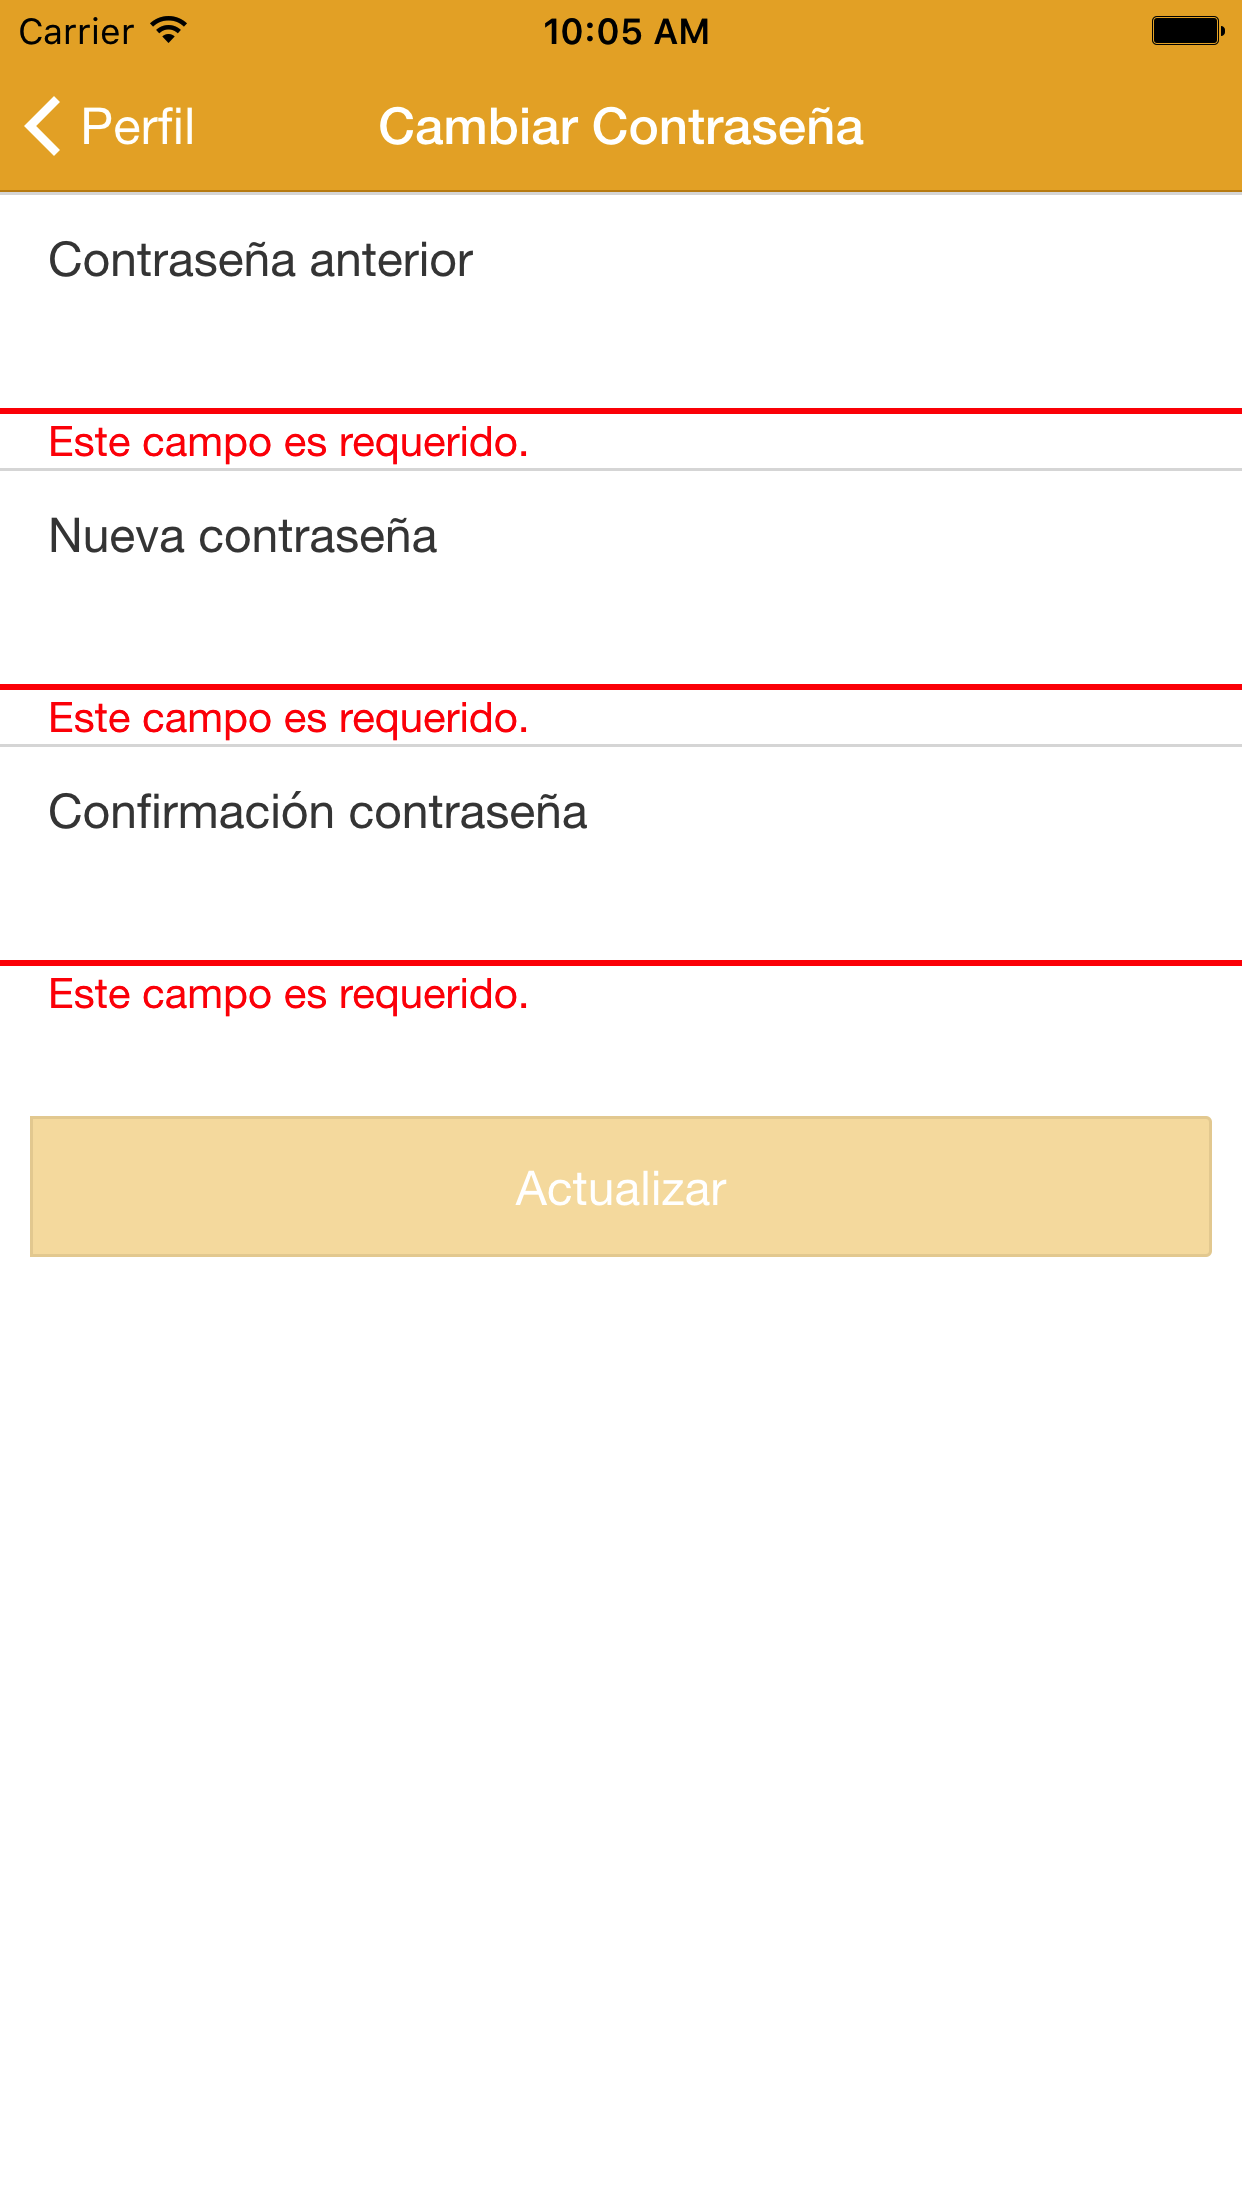 Carrier 10:05 AM
Perfil Cambiar Contraseña
Contraseña anterior
Este campo es requerido.
Nueva contraseña
Este campo es requerido.
Confirmación contraseña
Este campo es requerido.
Actualizar